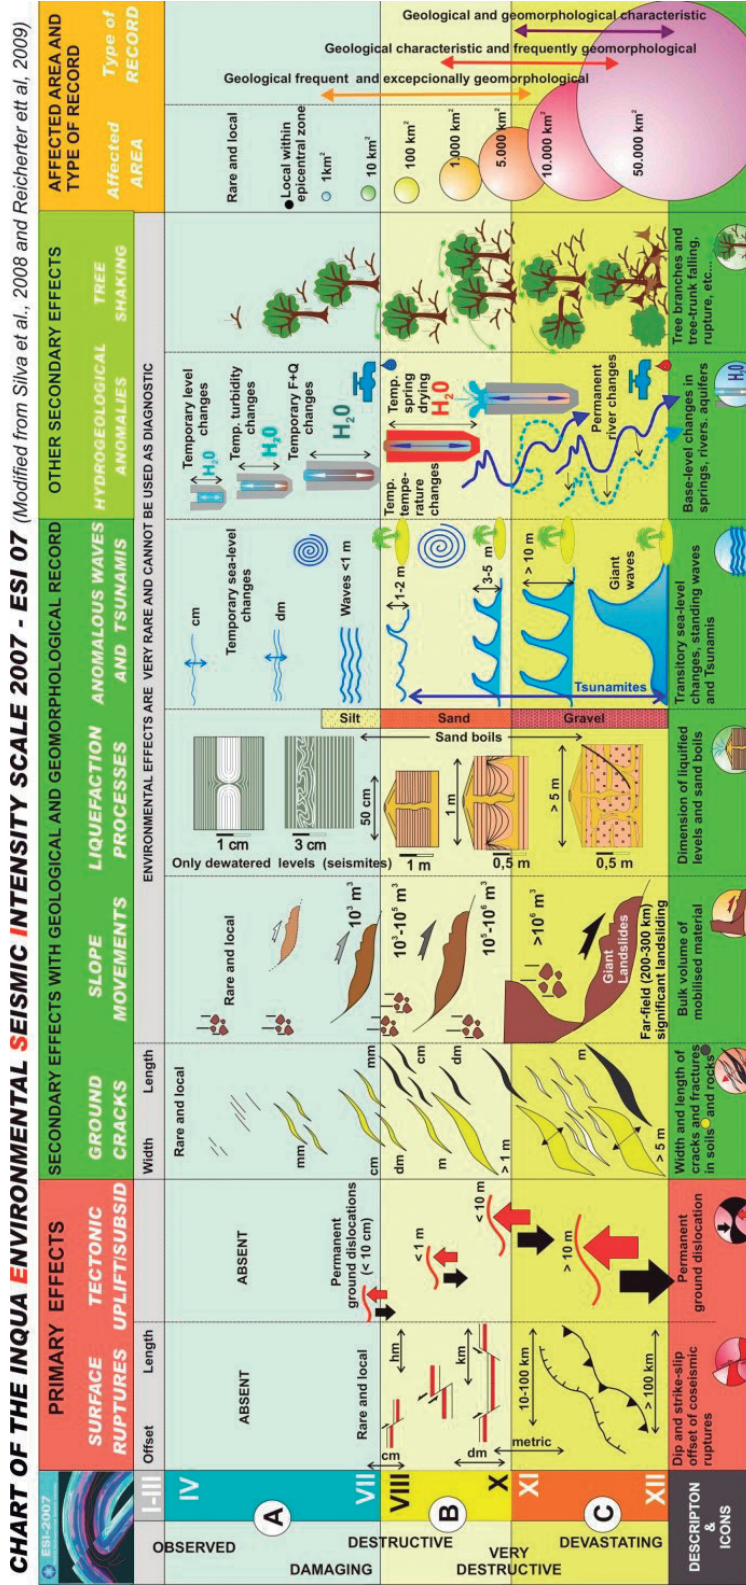 CHART OF THE INQUA ENVIRONMENTAL SEISMIC INTENSITY SCALE 2007 - ESI 07 (Modified from Silva et al., 2008 and Reicherter ett al, 2009)
ESI-2007
PRIMARY EFFECTS
SECONDARY EFFECTS WITH GEOLOGICAL AND GEOMORPHOLOGICAL RECORD
OTHER SECONDARY EFFECTS
AFFECTED AREA AND
TYPE OF RECORD
SURFACE
RUPTURES
TECTONIC
UPLIFT/SUBSID
GROUND
CRACKS
SLOPE
MOVEMENTS
LIQUEFACTION
PROCESSES
ANOMALOUS WAVES
AND TSUNAMIS
HYDROGEOLOGICAL
ANOMALIES
TREE
SHAKING
Affected
AREA
Type of
RECORD
I-III
Offset
Length
Width
Length
ENVIRONMENTAL EFFECTS ARE VERY RARE AND CANNOT BE USED AS DIAGNOSTIC
OBSERVED
DAMAGING
DESTRUCTIVE
VERY
DESTRUCTIVE
DEVASTATING
A
B
C
IV
VII
VIII
X
XI
XII
ABSENT
Rare and local
cm
hm
km
dm
metric
10-100 km
> 100 km
ABSENT
Permanent
ground dislocations
(< 10 cm)
< 1 m
< 10 m
> 10 m
Rare and local
mm
cm
mm
dm
cm
m
dm
> 1 m
m
> 5 m
Rare and local
10³ m³
10³-10⁵ m³
10⁵-10⁶ m³
>10⁶ m³
Giant
Landslides
Far-field (200-300 km)
significant landsliding
1 cm
3 cm
Only dewatered levels (seismites)
50 cm
1 m
1 m
0,5 m
> 5 m
0,5 m
Silt
Sand
Gravel
Sand boils
cm
Temporary sea-level
changes
dm
Waves <1 m
1-2 m
3-5 m
> 10 m
Giant
waves
Tsunamites
Temporary level
changes
H₂0
Temp. turbidity
changes
H₂0
Temporary F+Q
changes
H₂0
Temp.
spring
drying
H₂0
Temp.
tempe-
rature
changes
Permanent
river changes
Rare and local
Local within
epicentral zone
1km²
10 km²
100 km²
1.000 km²
5.000 km²
10.000 km²
50.000 km²
Geological frequent and excepcionally geomorphological
Geological characteristic and frequently geomorphological
Geological and geomorphological characteristic
DESCRIPTON
&
ICONS
Dip and strike-slip
offset of coseismic
ruptures
Permanent
ground dislocation
Width and length of
cracks and fractures
in soils and rocks
Bulk volume of
mobilised material
Dimension of liquified
levels and sand boils
Transitory sea-level
changes, standing waves
and Tsunamis
Base-level changes in
springs, rivers. aquifers
H₂0
Tree branches and
tree-trunk falling,
rupture, etc...